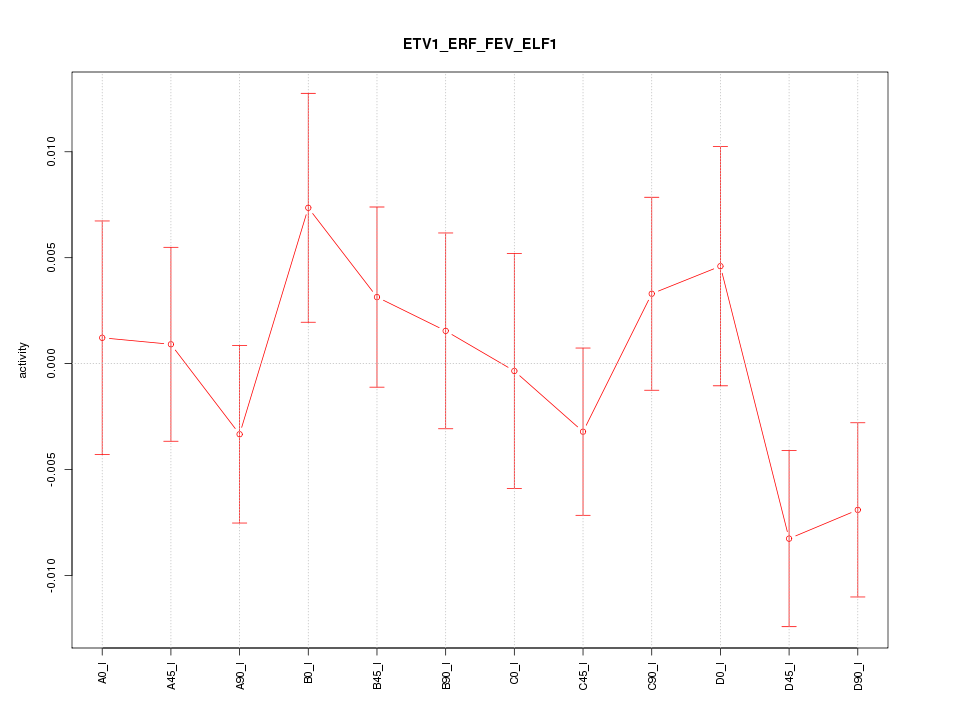 ETV1_ERF_FEV_ELF1
activity
0.010
0.005
0.000
-0.005
-0.010
A0_I
A45_I
A90_I
B0_I
B45_I
B90_I
C0_I
C45_I
C90_I
D0_I
D45_I
D90_I